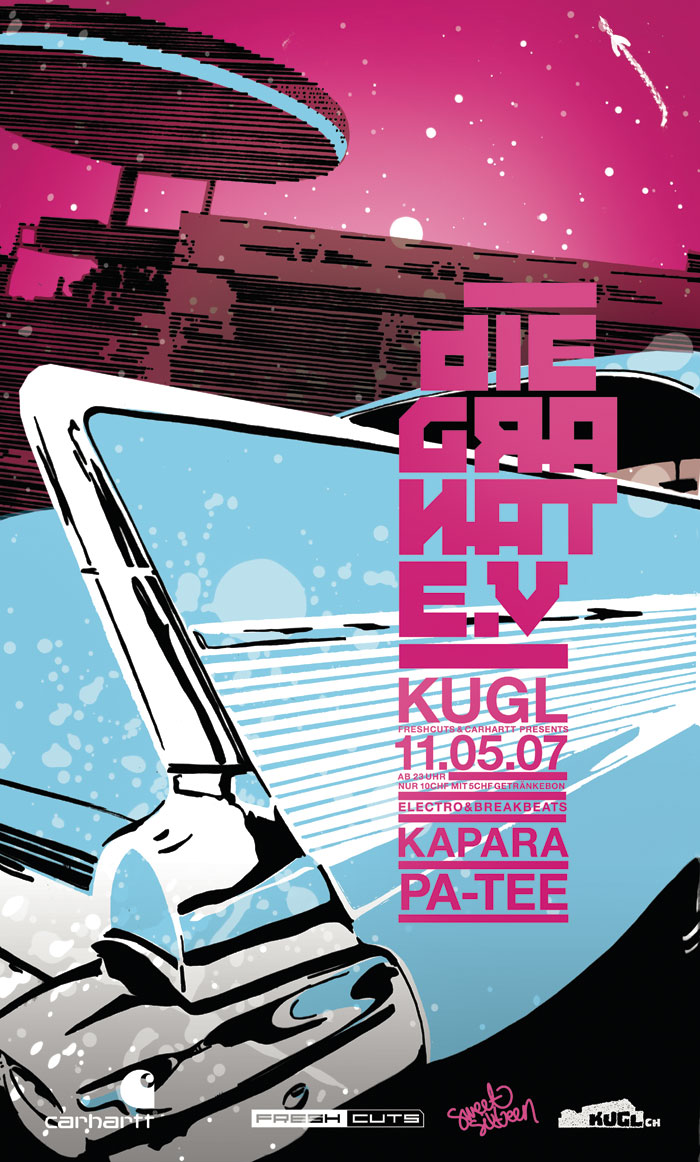 dIE
GRA
NAT
E.V
KUGL
FRESHCUTS & CARHARTT PRESENTS
11.05.07
AB 23 UHR
NUR 10CHF MIT 5CHF GETRÄNKEBON
ELECTRO&BREAKBEATS
KAPARA
PA-TEE
carhartt
FRESH CUTS
Sweet Sixteen
KUGL.CH